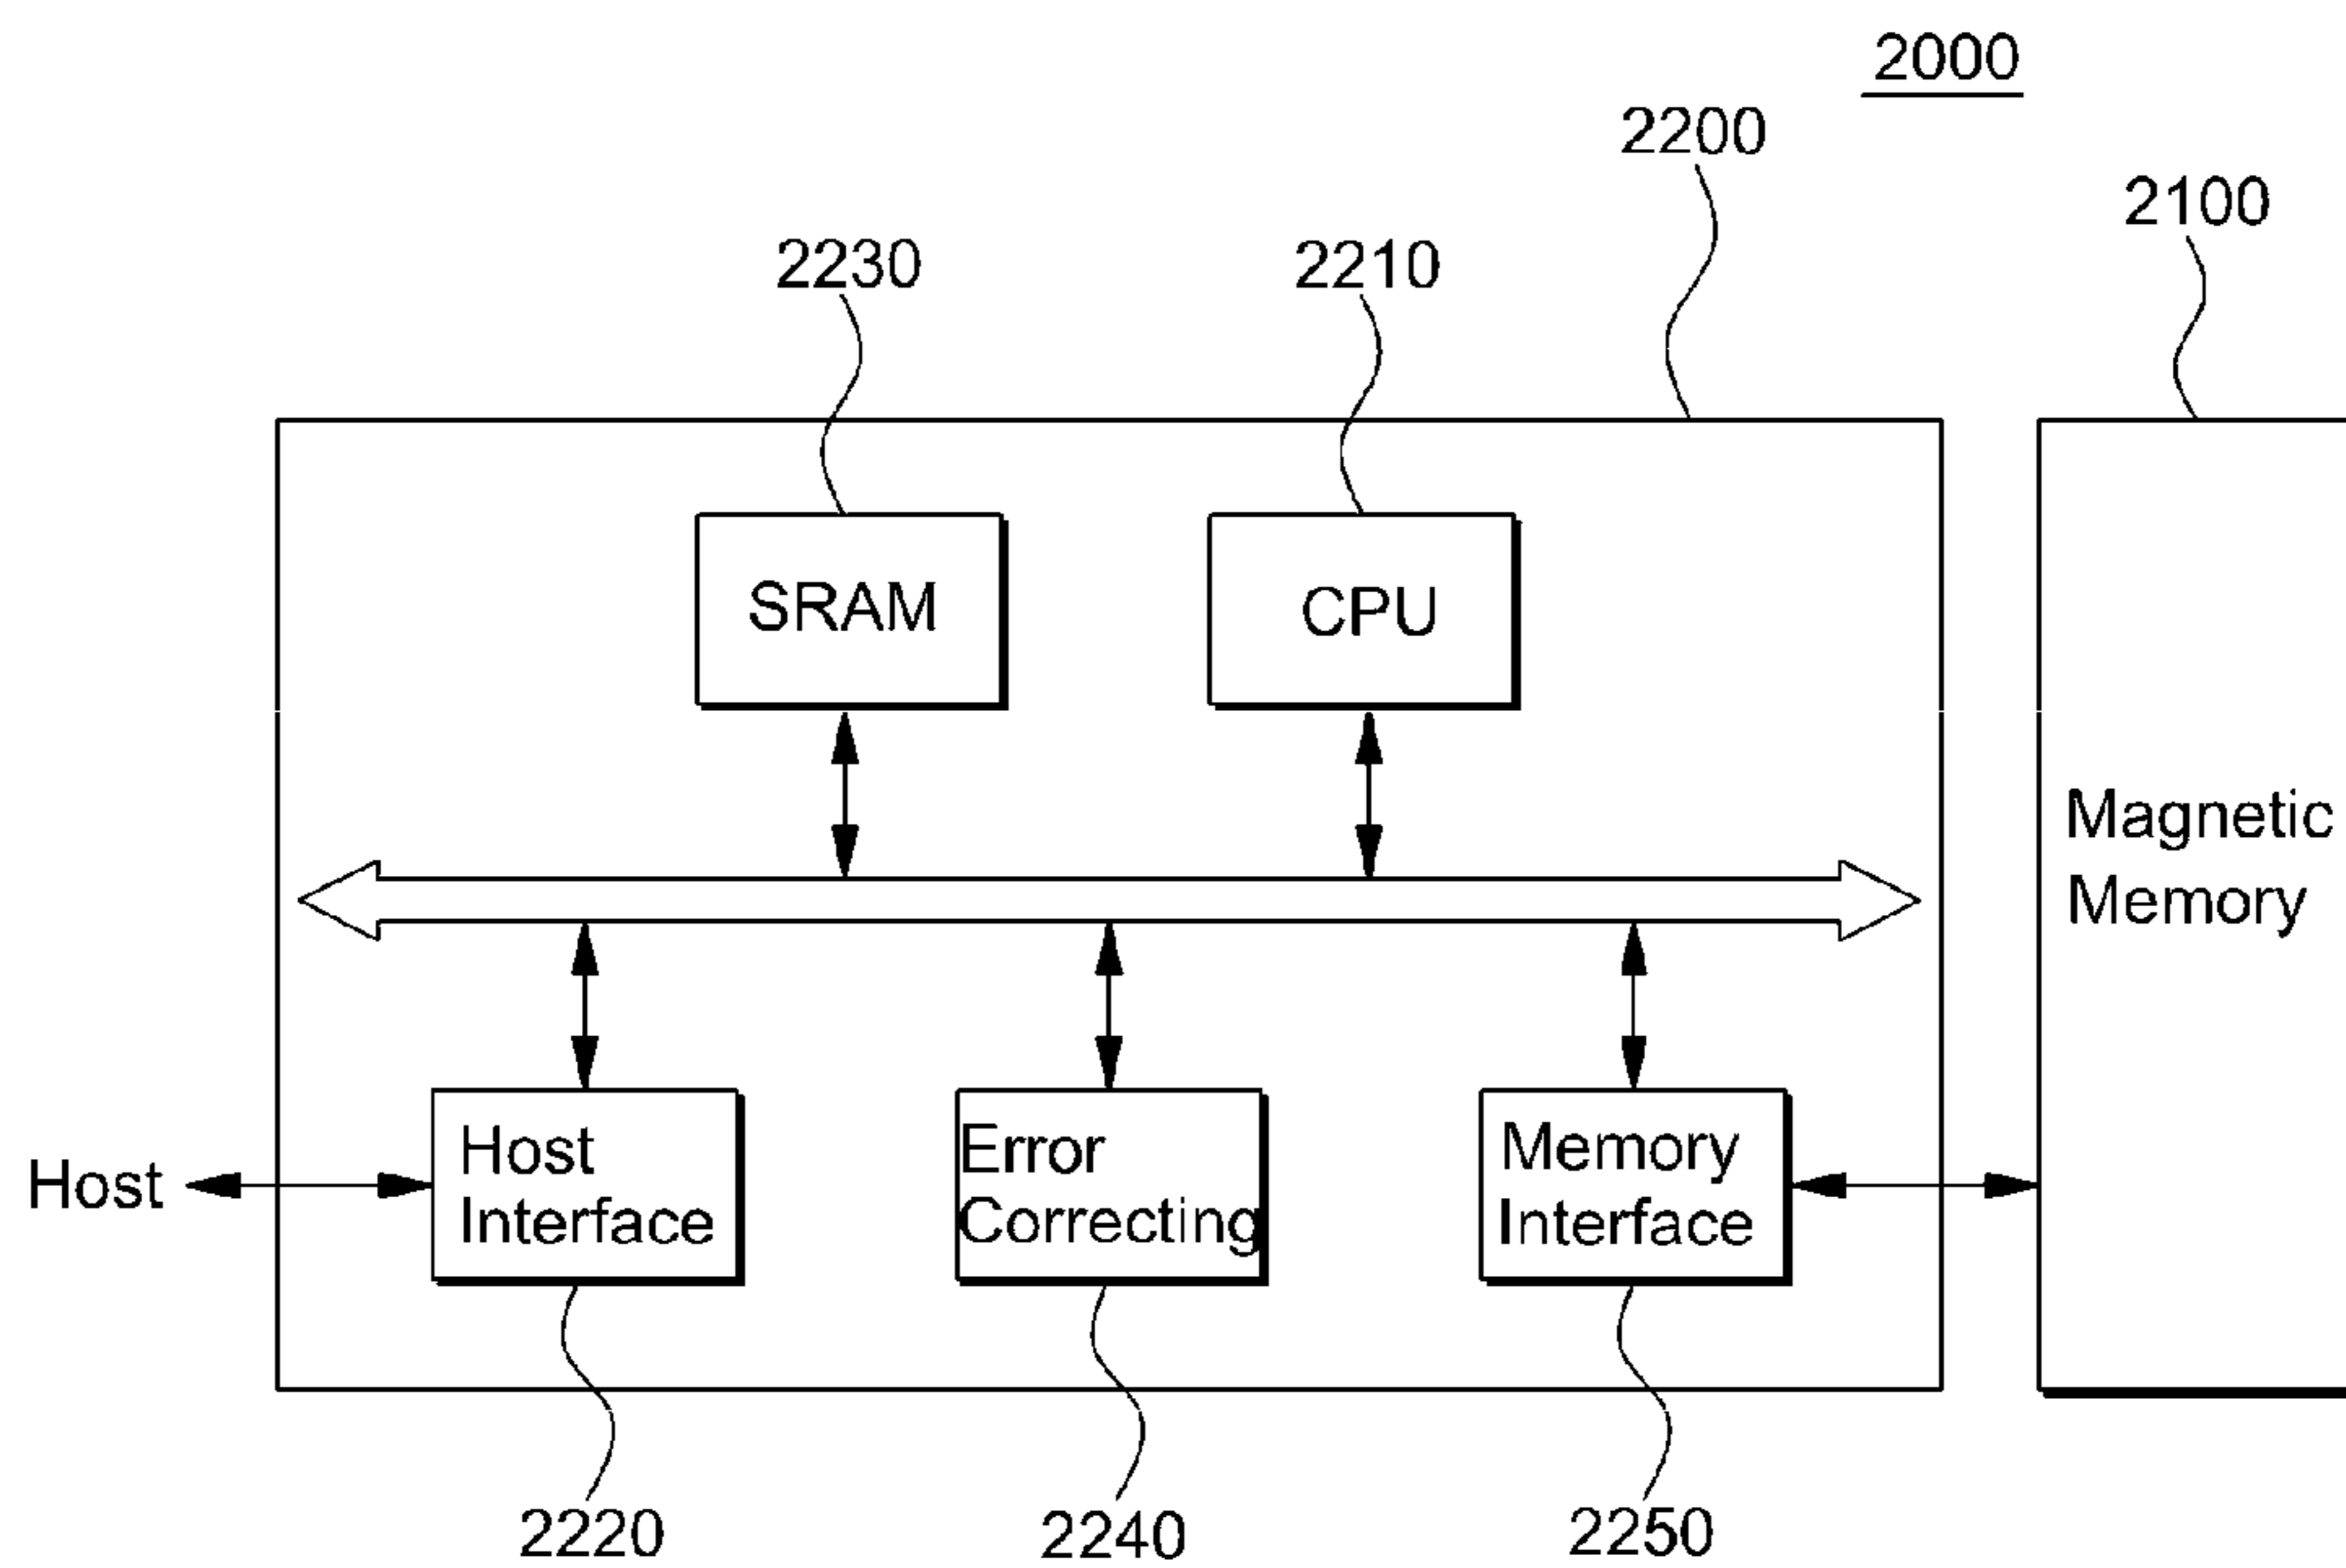 2000
2200
2100
2230
2210
SRAM
CPU
Magnetic
Memory
Host
Host
Interface
Error
Correcting
Memory
Interface
2220
2240
2250